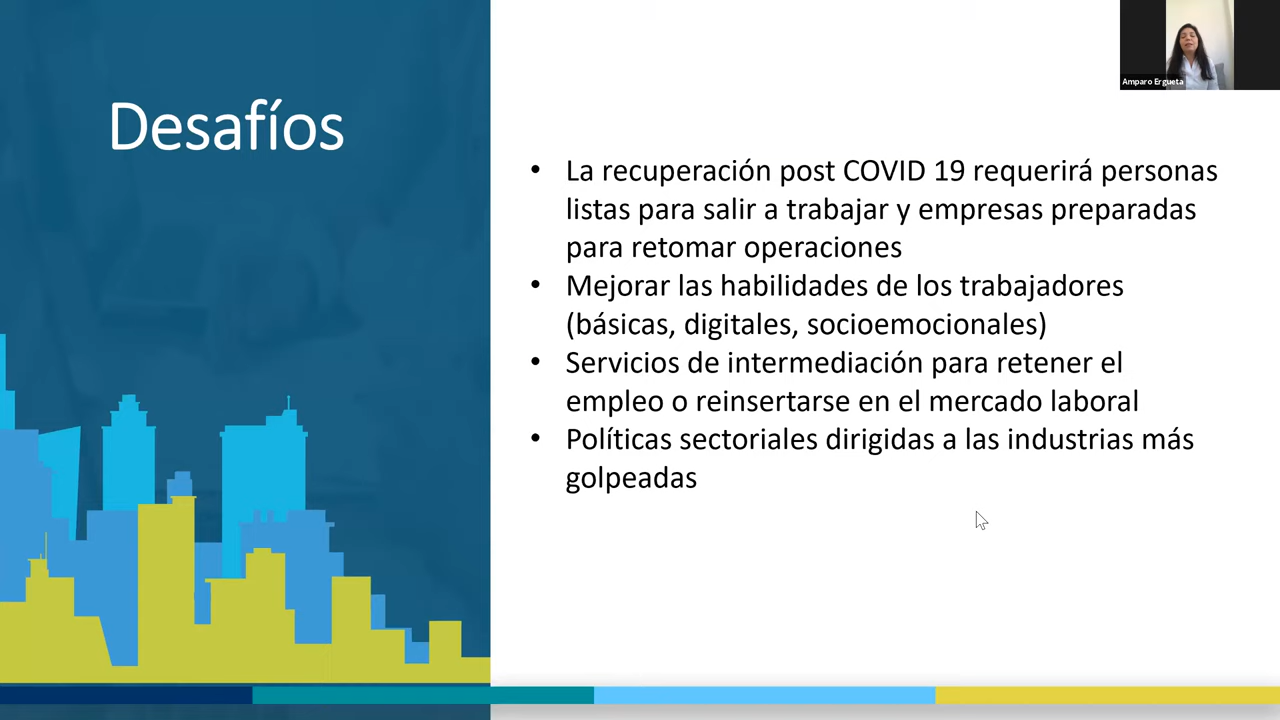 Desafíos
Amparo Ergueta
• La recuperación post COVID 19 requerirá personas
listas para salir a trabajar y empresas preparadas
para retomar operaciones
• Mejorar las habilidades de los trabajadores
(básicas, digitales, socioemocionales)
• Servicios de intermediación para retener el
empleo o reinsertarse en el mercado laboral
• Políticas sectoriales dirigidas a las industrias más
golpeadas